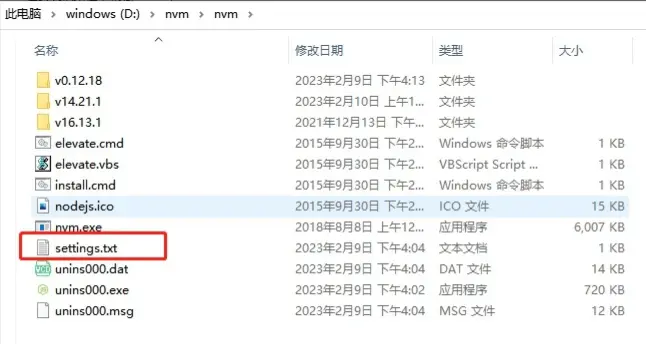 此电脑 › windows (D:) › nvm › nvm ›
名称 修改日期 类型 大小
v0.12.18 2023年2月9日 下午4:13 文件夹
v14.21.1 2023年2月10日 上午1... 文件夹
v16.13.1 2021年12月13日 下午... 文件夹
elevate.cmd 2015年9月30日 下午2... Windows 命令脚本 1 KB
elevate.vbs 2015年9月30日 下午2... VBScript Script ... 1 KB
install.cmd 2015年9月30日 下午2... Windows 命令脚本 1 KB
nodejs.ico 2015年9月30日 下午2... ICO 文件 15 KB
nvm.exe 2018年8月8日 上午12... 应用程序 6,007 KB
settings.txt 2023年2月9日 下午4:04 文本文档 1 KB
unins000.dat 2023年2月9日 下午4:04 DAT 文件 14 KB
unins000.exe 2023年2月9日 下午4:02 应用程序 720 KB
unins000.msg 2023年2月9日 下午4:04 MSG 文件 12 KB